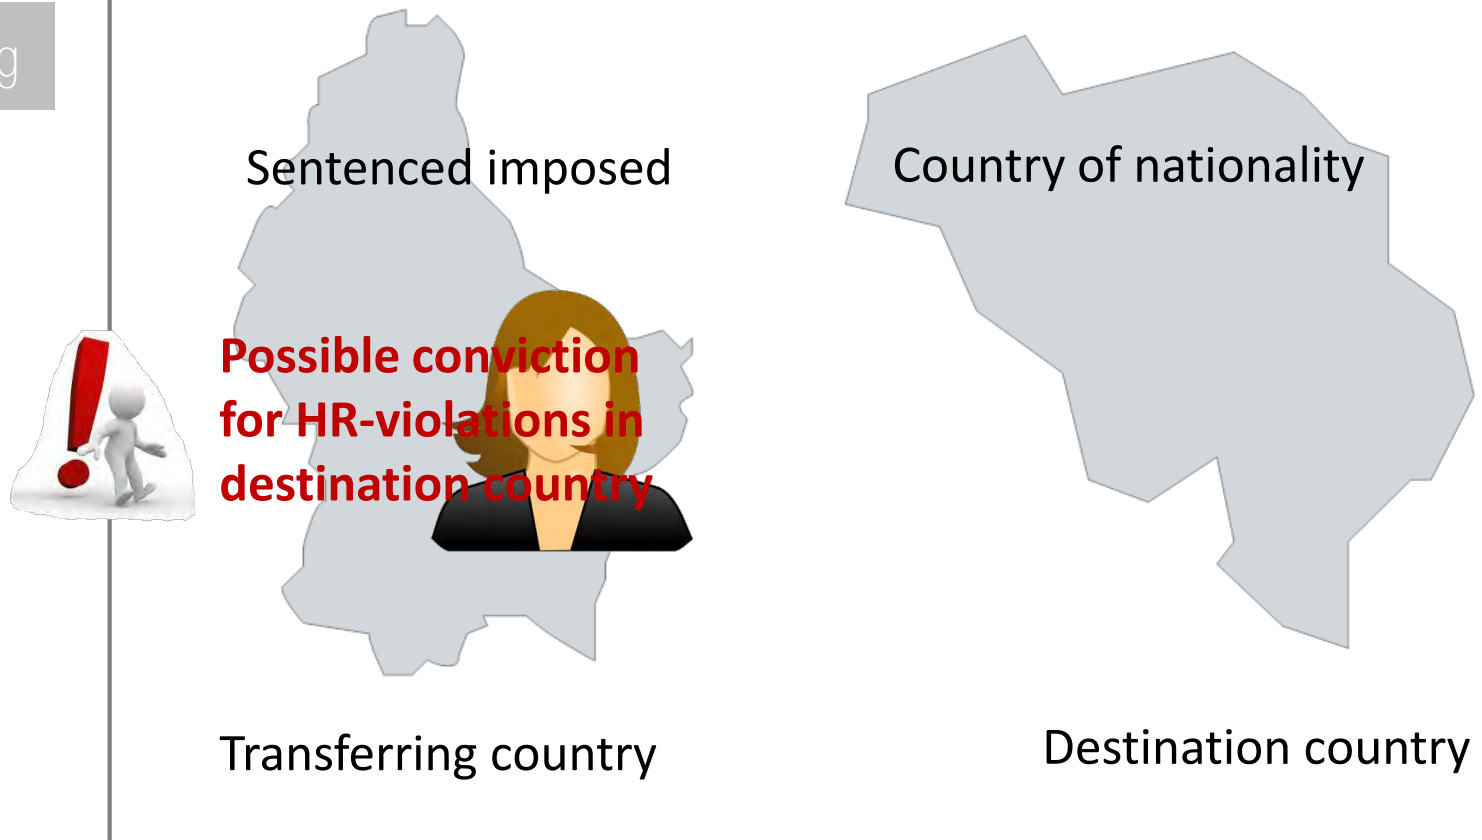 g
Sentenced imposed
Country of nationality
Possible conviction
for HR-violations in
destination country
Transferring country
Destination country